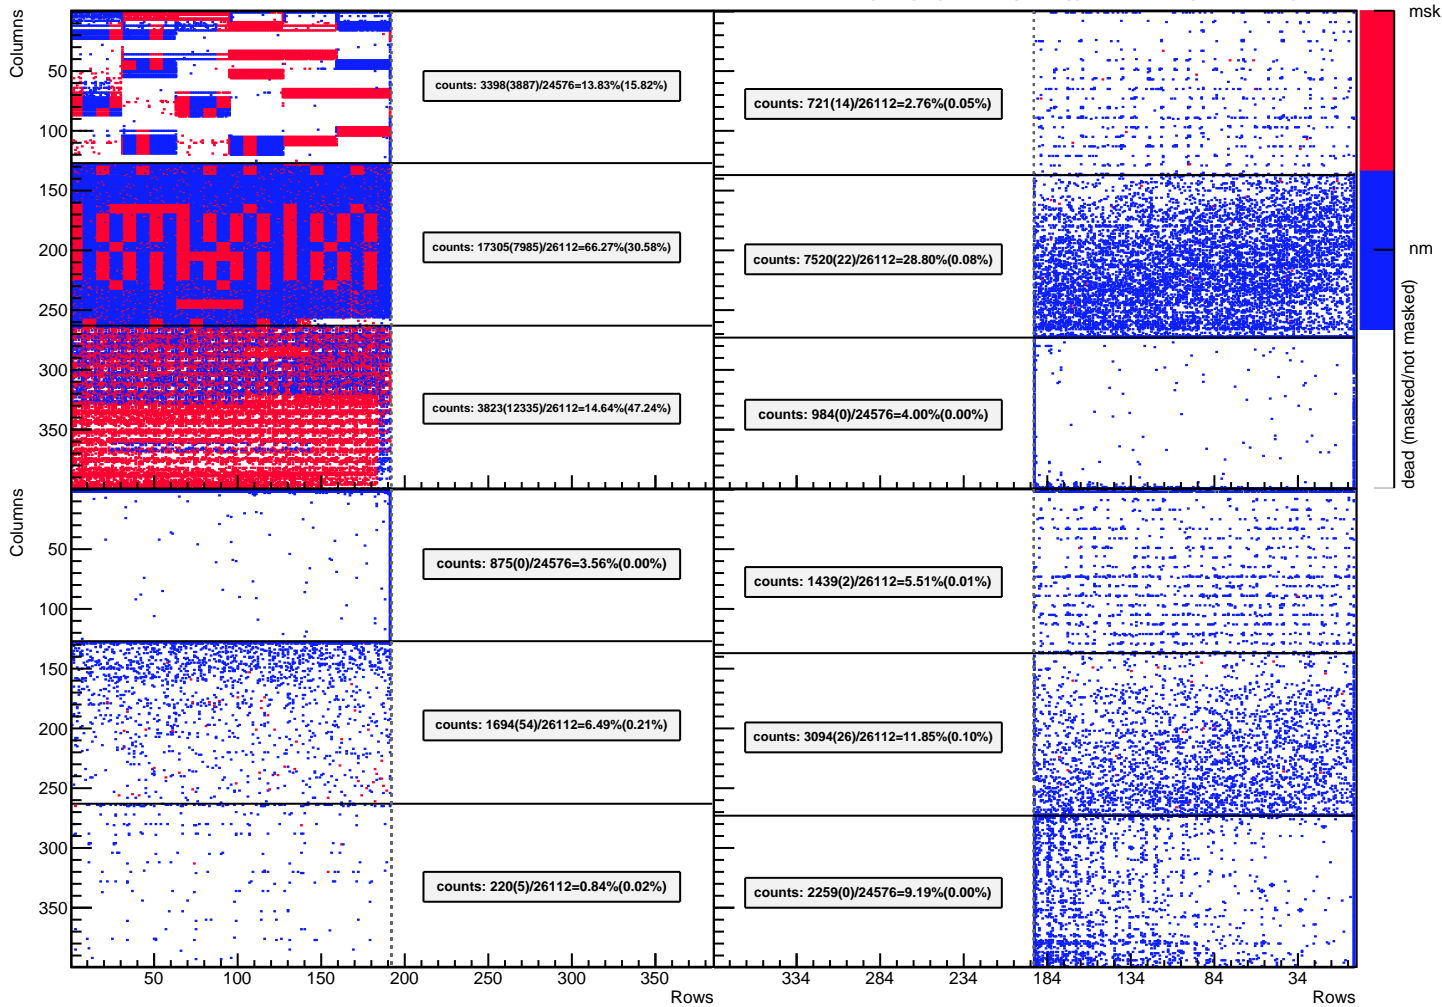 Columns
50
100
150
200
250
300
350
counts: 3398(3887)/24576=13.83%(15.82%)
counts: 17305(7985)/26112=66.27%(30.58%)
counts: 3823(12335)/26112=14.64%(47.24%)
50 100 150 200 250 300 350
counts: 721(14)/26112=2.76%(0.05%)
counts: 7520(22)/26112=28.80%(0.08%)
counts: 984(0)/24576=4.00%(0.00%)
msk
nm
dead (masked/not masked)
Columns
50
100
150
200
250
300
350
counts: 875(0)/24576=3.56%(0.00%)
counts: 1694(54)/26112=6.49%(0.21%)
counts: 220(5)/26112=0.84%(0.02%)
50 100 150 200 250 300 350
Rows
counts: 1439(2)/26112=5.51%(0.01%)
counts: 3094(26)/26112=11.85%(0.10%)
counts: 2259(0)/24576=9.19%(0.00%)
334 284 234 184 134 84 34
Rows